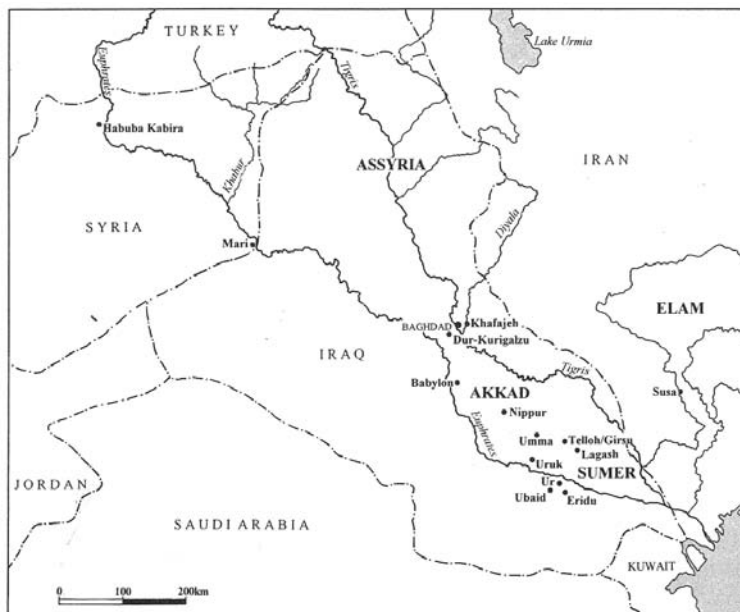 TURKEY
Lake Urmia
Euphrates
Tigris
Habuba Kabira
ASSYRIA
IRAN
Khabur
Diyala
SYRIA
Mari
ELAM
BAGHDAD
Khafajeh
Dur-Kurigalzu
IRAQ
Tigris
Babylon
AKKAD
Susa
Nippur
Euphrates
Umma
Telloh/Girsu
Lagash
Uruk
SUMER
JORDAN
Ur
Ubaid
Eridu
SAUDI ARABIA
KUWAIT
0 100 200km